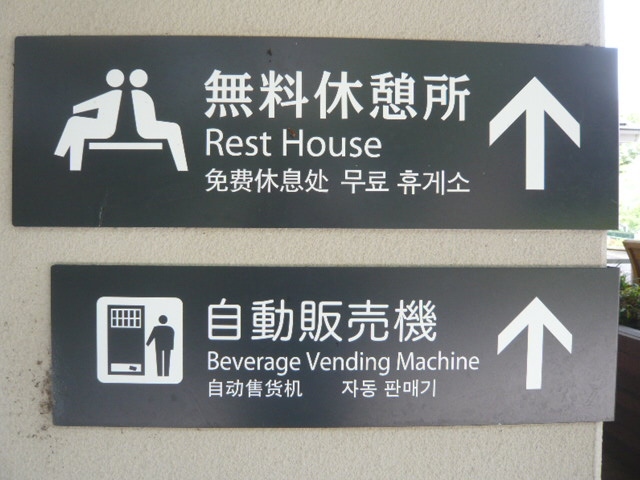 無料休憩所
Rest House
免费休息处 무료 휴게소
自動販売機
Beverage Vending Machine
自动售货机 자동 판매기